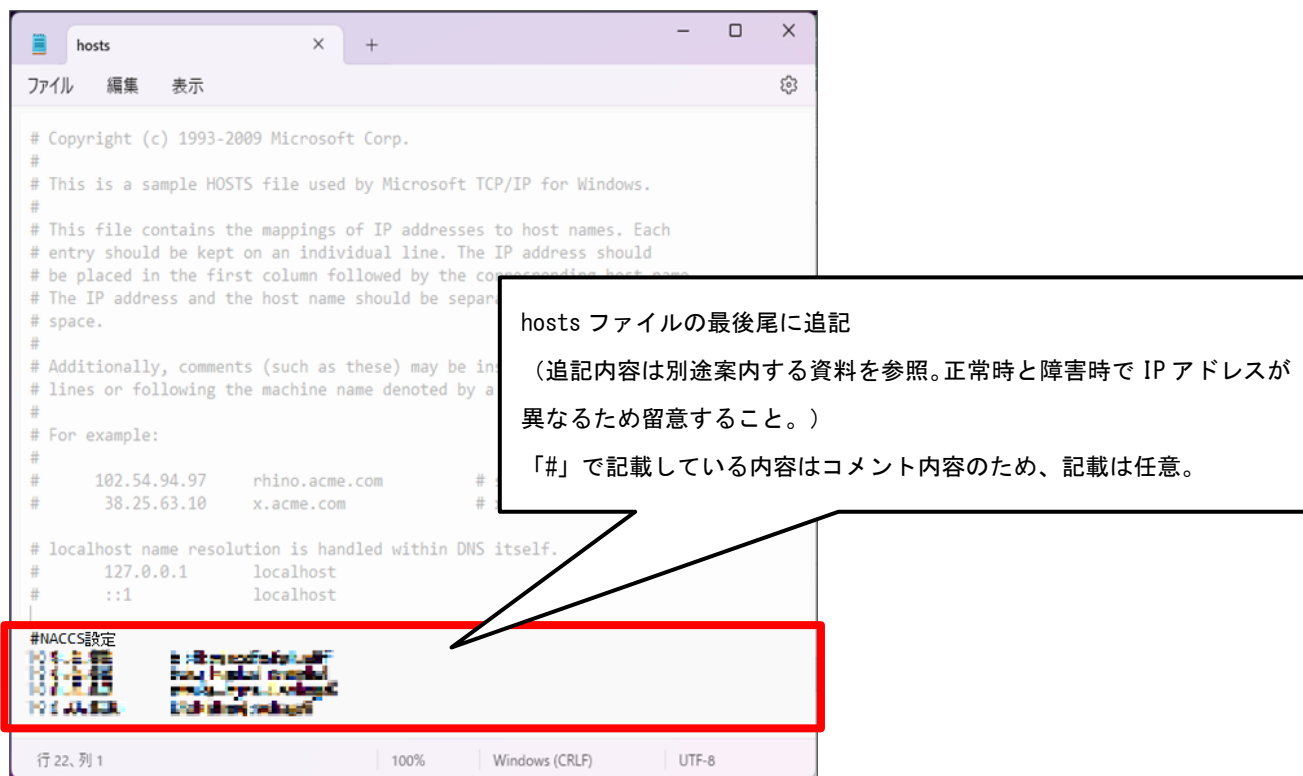 hosts
ファイル 編集 表示
# Copyright (c) 1993-2009 Microsoft Corp.
#
# This is a sample HOSTS file used by Microsoft TCP/IP for Windows.
#
# This file contains the mappings of IP addresses to host names. Each
# entry should be kept on an individual line. The IP address should
# be placed in the first column followed by the corresponding host name.
# The IP address and the host name should be
# space.
#
# Additionally, comments (such as these) may be
# lines or following the machine name denoted by a
#
# For example:
#
# 102.54.94.97 rhino.acme.com #
# 38.25.63.10 x.acme.com #
# localhost name resolution is handled within DNS itself.
# 127.0.0.1 localhost
# ::1 localhost
#NACCS設定
hosts ファイルの最後尾に追記
（追記内容は別途案内する資料を参照。正常時と障害時で IP アドレスが
異なるため留意すること。）
「#」で記載している内容はコメント内容のため、記載は任意。
行 22、列 1 100% Windows (CRLF) UTF-8